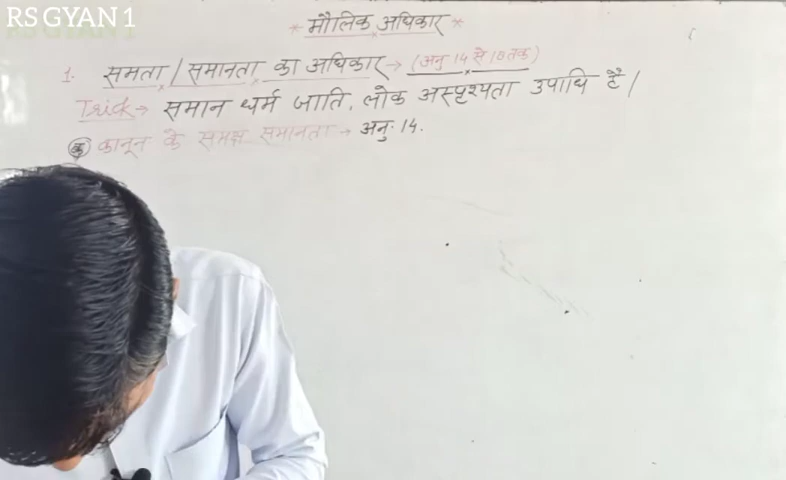 RS GYAN 1
* मौलिक अधिकार *
1. समता / समानता का अधिकार → (अनु 14 से 18 तक)
Trick → समान धर्म जाति, लोक अस्पृश्यता उपाधि है /
(क) कानून के समक्ष समानता → अनु. 14.